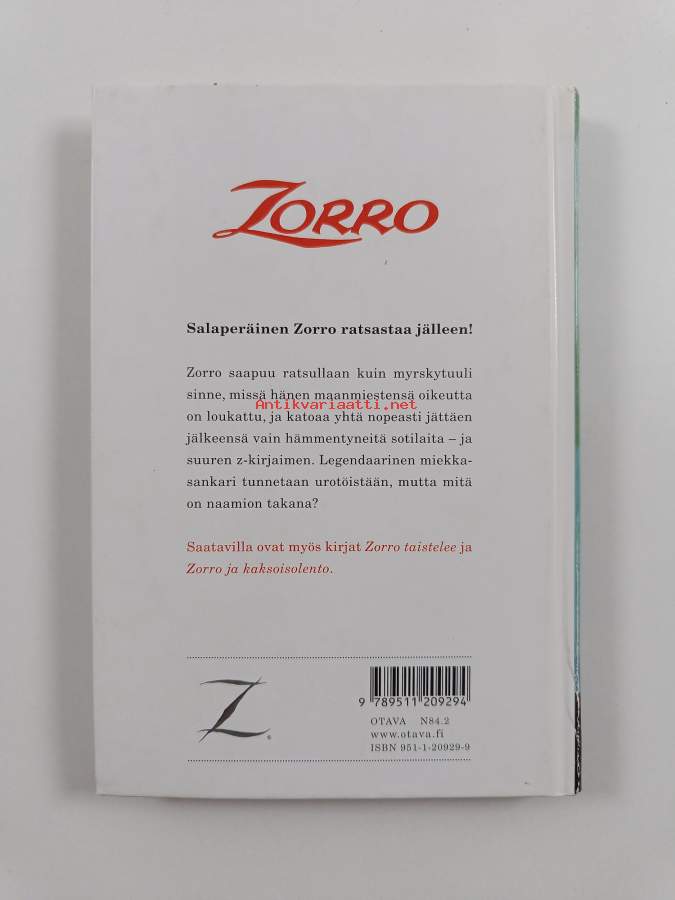 ZORRO
Salaperäinen Zorro ratsastaa jälleen!
Zorro saapuu ratsullaan kuin myrskytuuli
sinne, missä hänen maanmiestensä oikeutta
Antikvariaatti.net
on loukattu, ja katoaa yhtä nopeasti jättäen
jälkeensä vain hämmentyneitä sotilaita – ja
suuren z-kirjaimen. Legendaarinen miekka-
sankari tunnetaan urotöistään, mutta mitä
on naamion takana?
Saatavilla ovat myös kirjat Zorro taistelee ja
Zorro ja kaksoisolento.
Z®
9 789511 209294
OTAVA N84.2
www.otava.fi
ISBN 951-1-20929-9